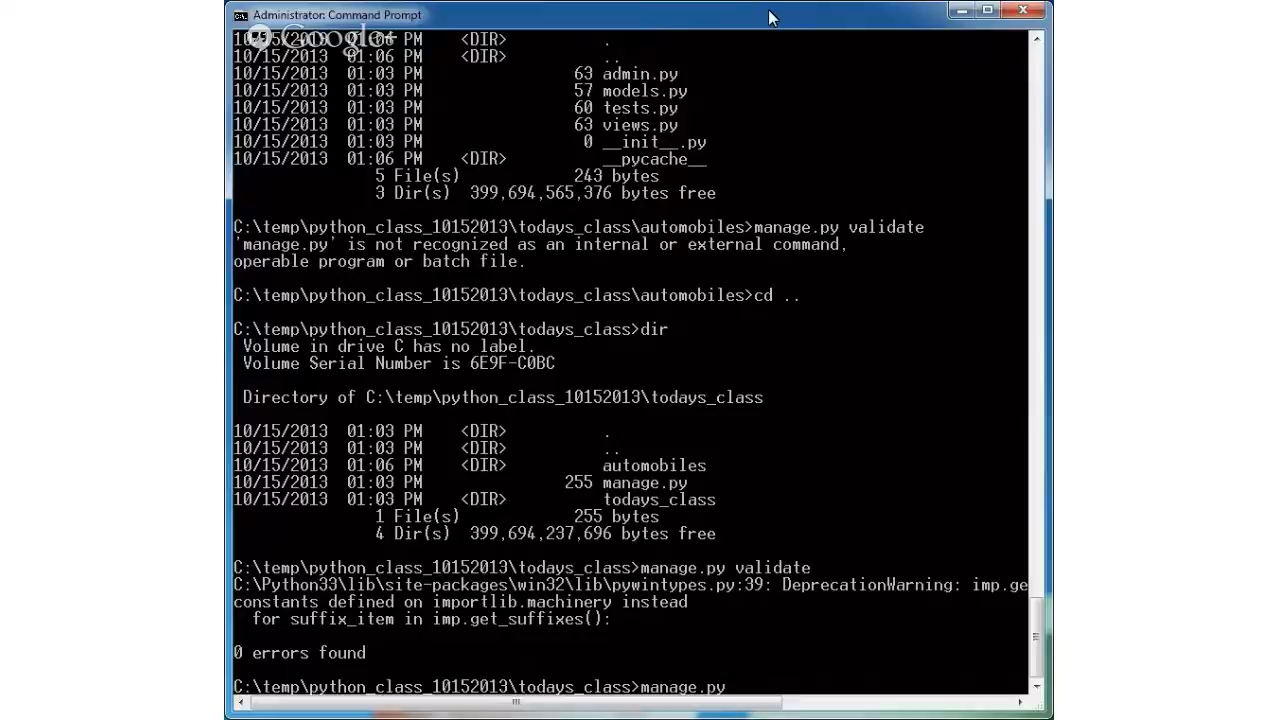 Administrator: Command Prompt
Google+
10/15/2013 01:06 PM <DIR> .
10/15/2013 01:06 PM <DIR> ..
10/15/2013 01:03 PM 63 admin.py
10/15/2013 01:03 PM 57 models.py
10/15/2013 01:03 PM 60 tests.py
10/15/2013 01:03 PM 63 views.py
10/15/2013 01:03 PM 0 __init__.py
10/15/2013 01:06 PM <DIR> __pycache__
5 File(s) 243 bytes
3 Dir(s) 399,694,565,376 bytes free
C:\temp\python_class_10152013\todays_class\automobiles>manage.py validate
'manage.py' is not recognized as an internal or external command,
operable program or batch file.
C:\temp\python_class_10152013\todays_class\automobiles>cd ..
C:\temp\python_class_10152013\todays_class>dir
Volume in drive C has no label.
Volume Serial Number is 6E9F-C0BC
Directory of C:\temp\python_class_10152013\todays_class
10/15/2013 01:03 PM <DIR> .
10/15/2013 01:03 PM <DIR> ..
10/15/2013 01:06 PM <DIR> automobiles
10/15/2013 01:03 PM 255 manage.py
10/15/2013 01:03 PM <DIR> todays_class
1 File(s) 255 bytes
4 Dir(s) 399,694,237,696 bytes free
C:\temp\python_class_10152013\todays_class>manage.py validate
C:\Python33\lib\site-packages\win32\lib\pywintypes.py:39: DeprecationWarning: imp.ge
constants defined on importlib.machinery instead
for suffix_item in imp.get_suffixes():
0 errors found
C:\temp\python_class_10152013\todays_class>manage.py